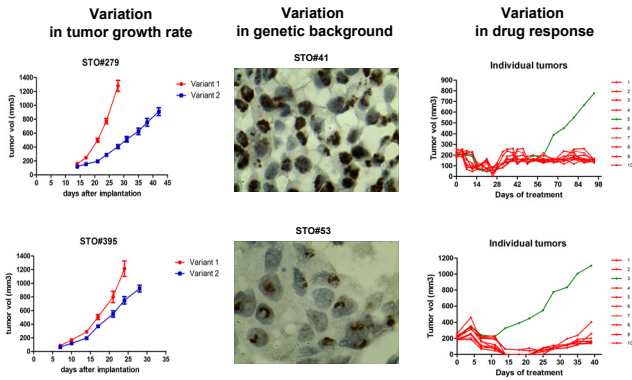 Variation
in tumor growth rate
Variation
in genetic background
Variation
in drug response
STO#279
tumor vol (mm3)
1400
1200
1000
800
600
400
200
0
0 5 10 15 20 25 30 35 40 45
days after implantation
Variant 1
Variant 2
STO#41
Individual tumors
Tumor vol (mm3)
900
800
700
600
500
400
300
200
100
0
0 14 28 42 56 70 84 98
Days of treatment
1
2
3
4
5
6
7
8
9
10
STO#395
tumor vol (mm3)
1400
1200
1000
800
600
400
200
0
0 5 10 15 20 25 30 35
days after implantation
Variant 1
Variant 2
STO#53
Individual tumors
Tumor vol (mm3)
1200
1000
800
600
400
200
0
0 5 10 15 20 25 30 35 40
Days of treatment
1
2
3
4
5
6
7
8
9
10